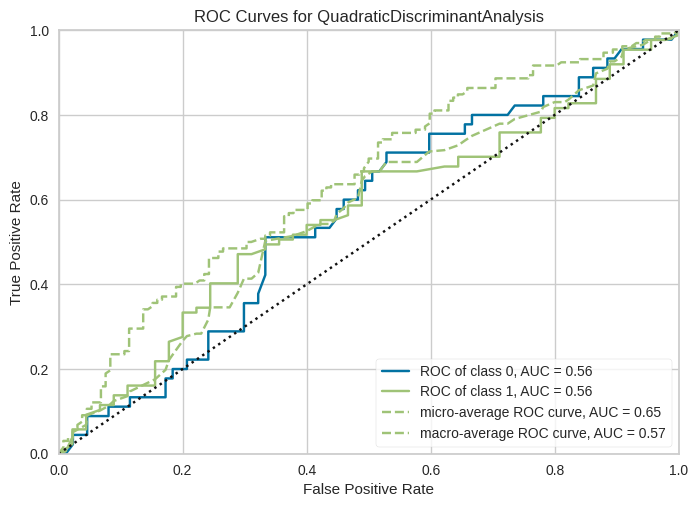 ROC Curves for QuadraticDiscriminantAnalysis
True Positive Rate
1.0
0.8
0.6
0.4
0.2
0.0
ROC of class 0, AUC = 0.56
ROC of class 1, AUC = 0.56
micro-average ROC curve, AUC = 0.65
macro-average ROC curve, AUC = 0.57
0.0 0.2 0.4 0.6 0.8 1.0
False Positive Rate